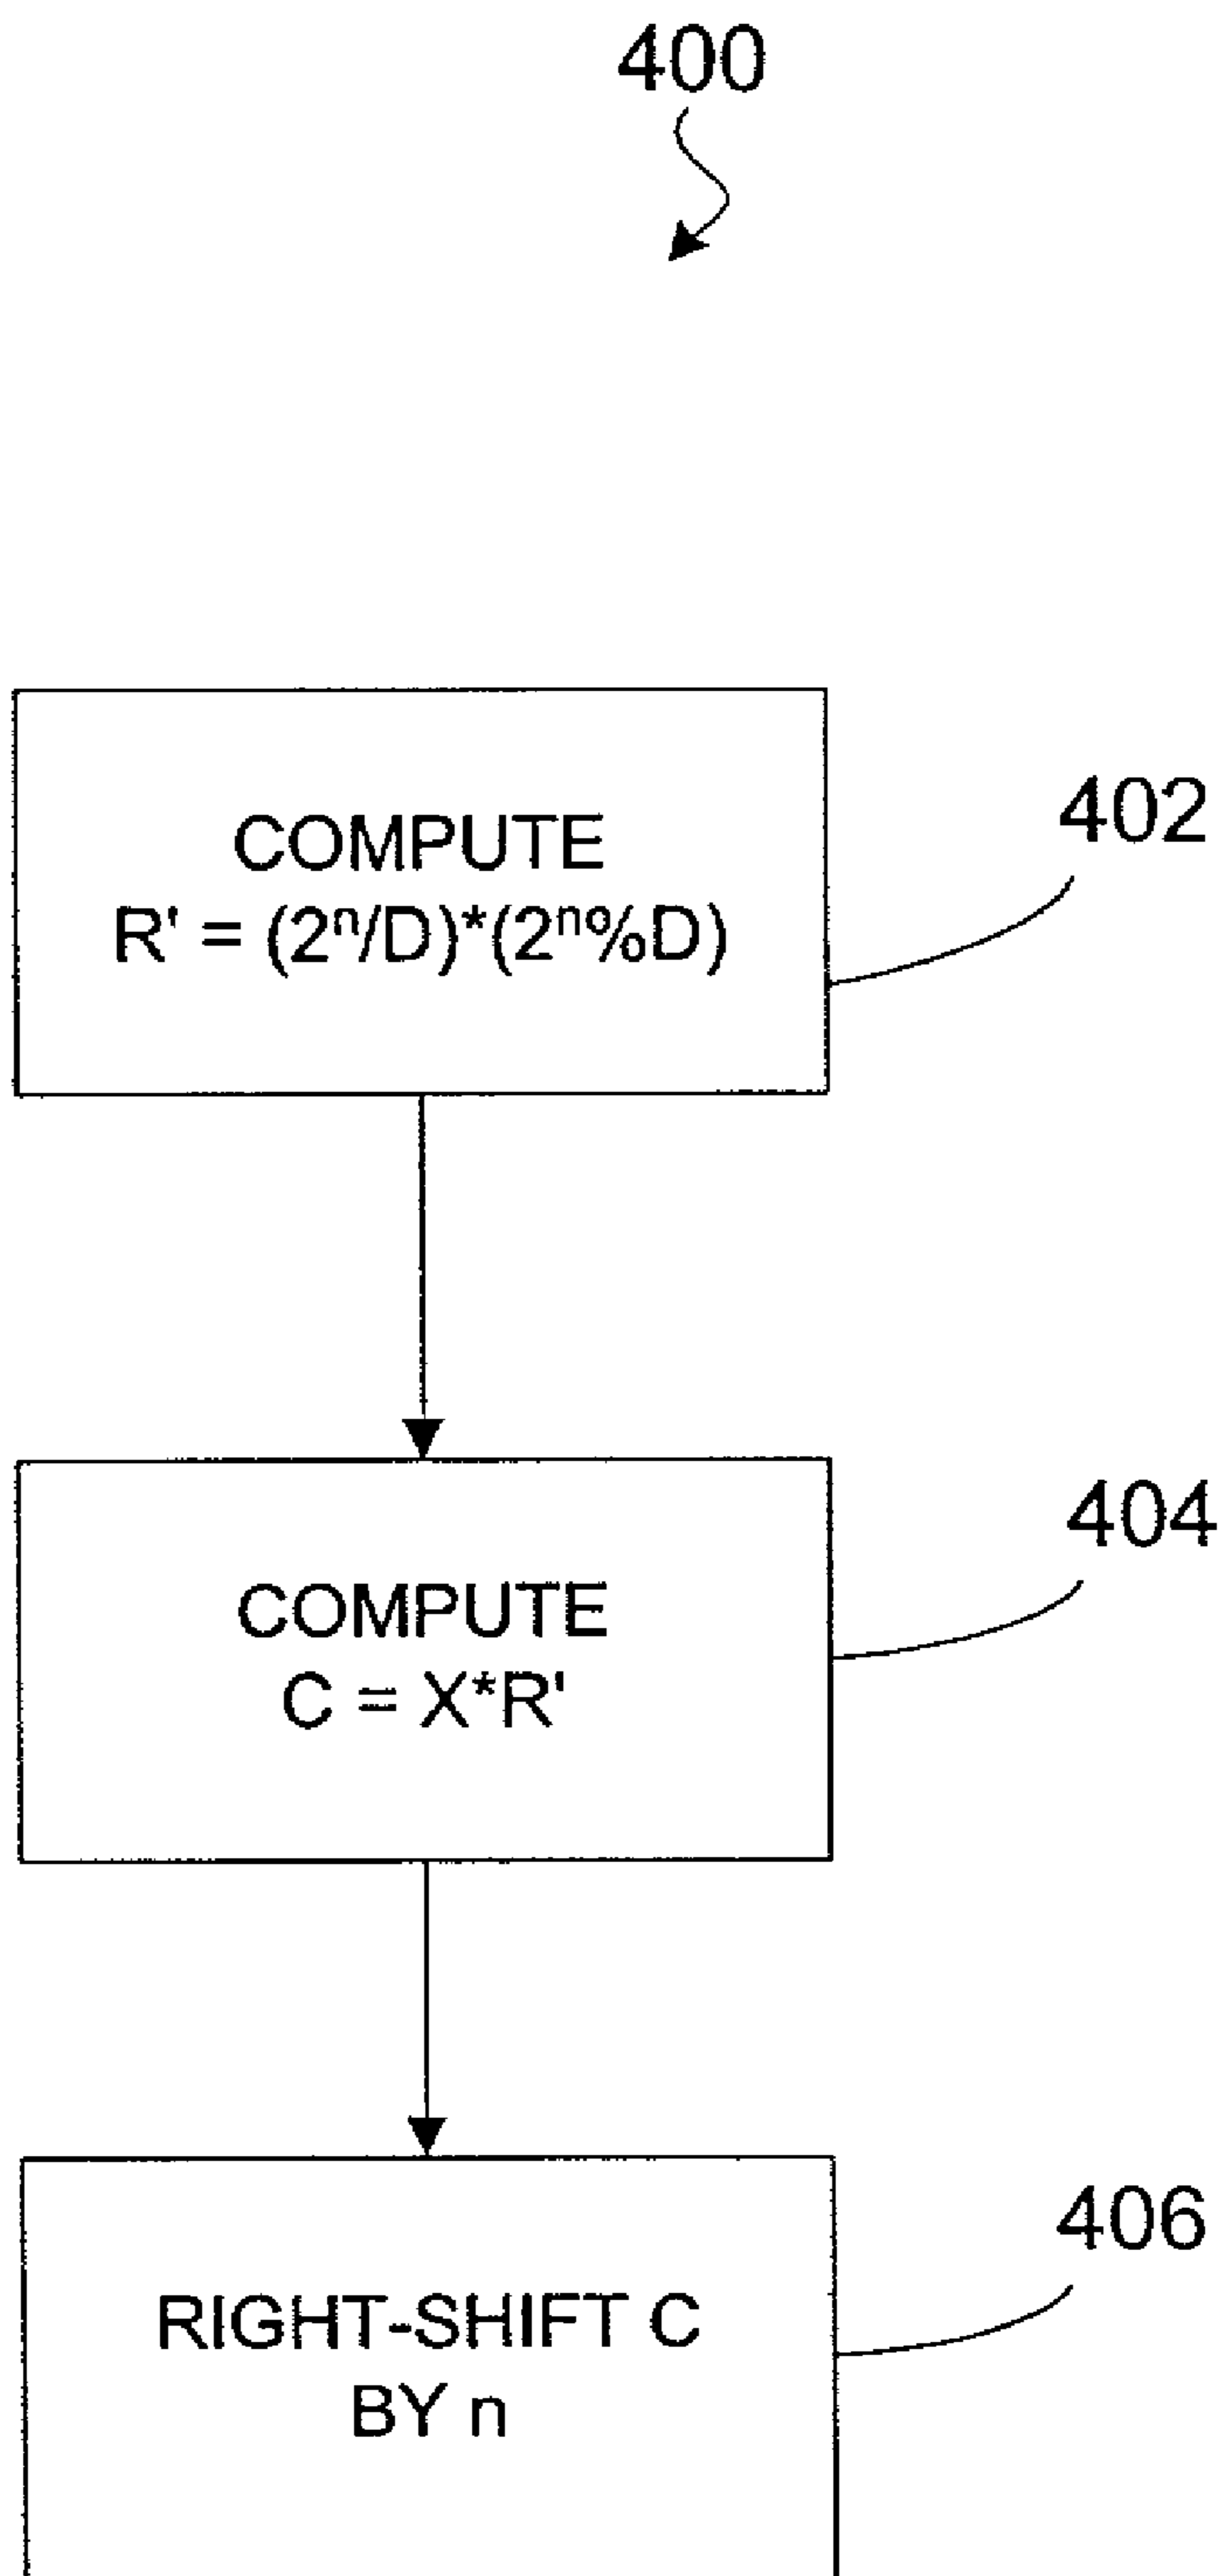 400
COMPUTE
R' = (2ⁿ/D)*(2ⁿ%D)
402
COMPUTE
C = X*R'
404
RIGHT-SHIFT C
BY n
406